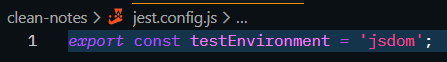 clean-notes > jest.config.js > ...
1 export const testEnvironment = 'jsdom';